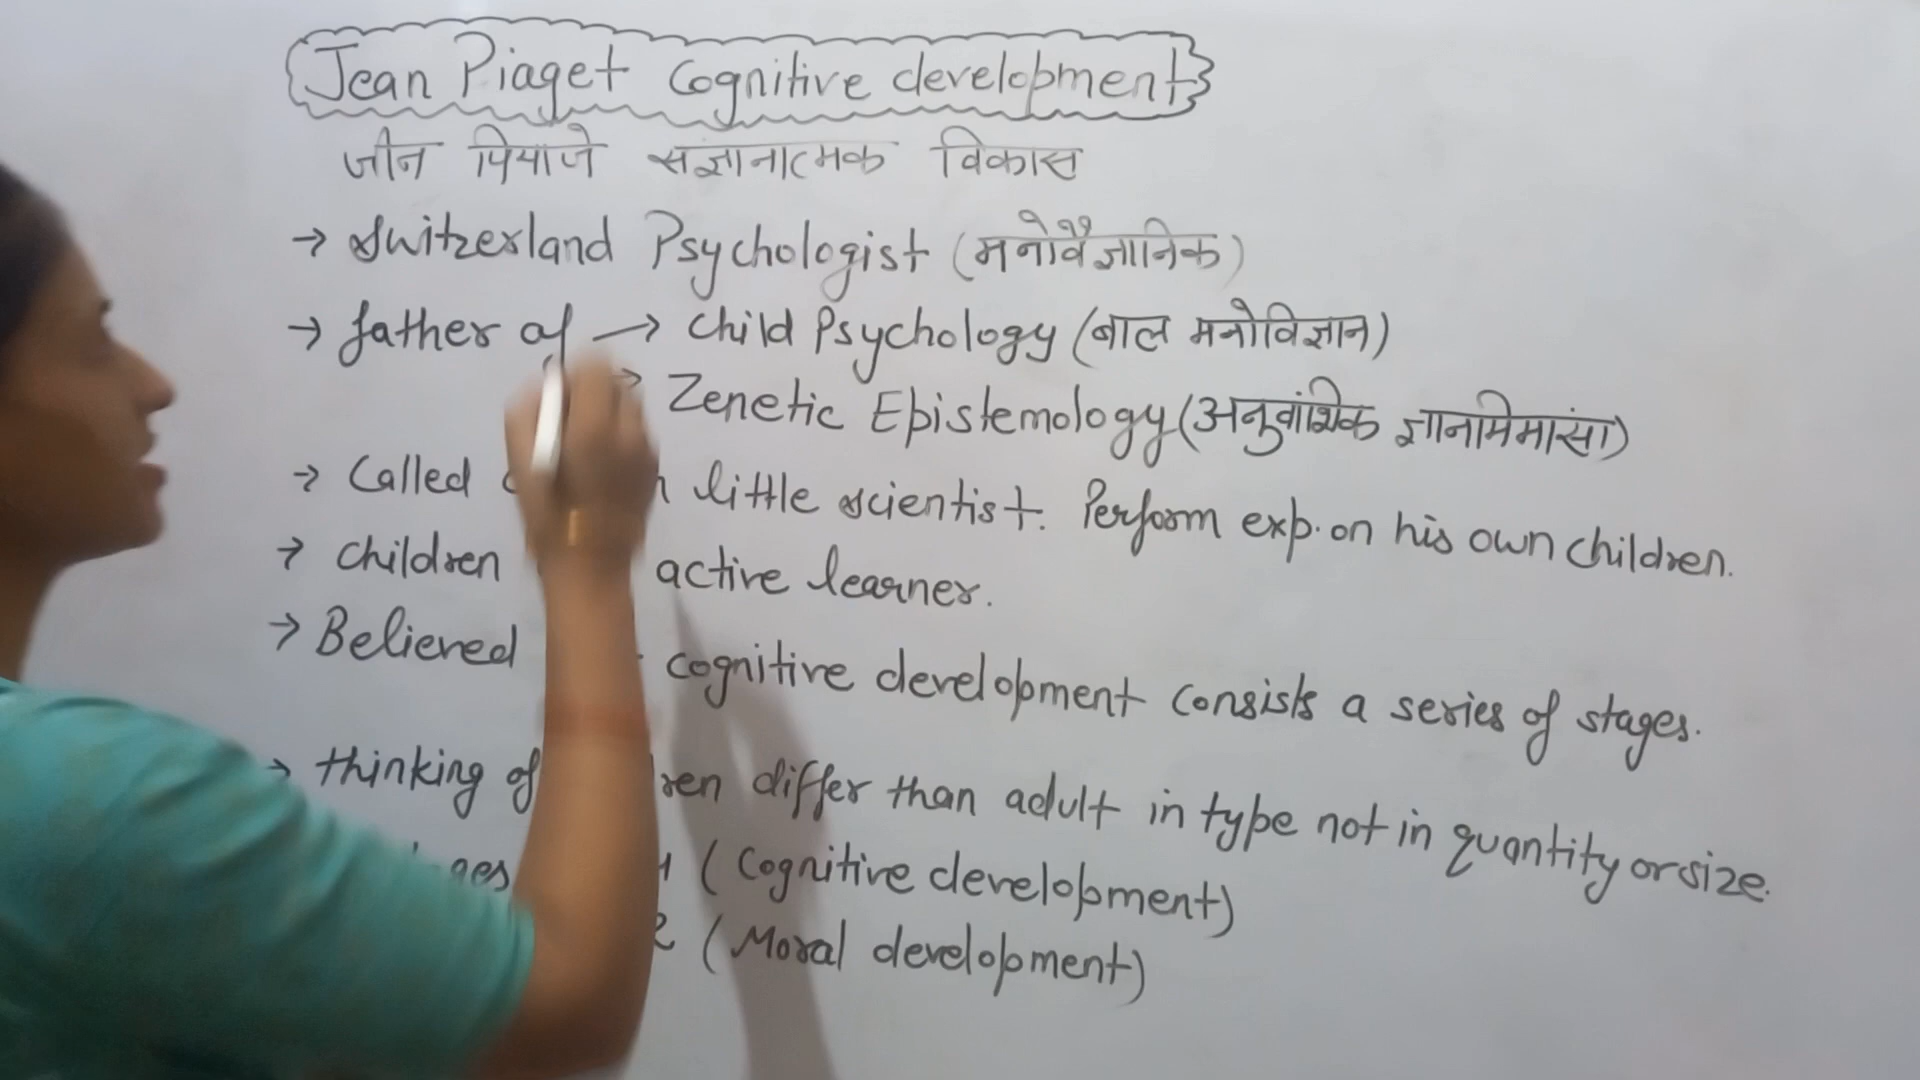 Jean Piaget Cognitive development
जीन पियाजे संज्ञानात्मक विकास
→ Switzerland Psychologist (मनोवैज्ञानिक)
→ father of → Child Psychology (बाल मनोविज्ञान)
→ Zenetic Epistemology (अनुवांशिक ज्ञानमिमांसा)
→ Called little scientist. Perform exp. on his own children.
→ Children active learner.
→ Believed cognitive development consists a series of stages.
→ thinking of differ than adult in type not in quantity or size.
(Cognitive development)
2 (Moral development)